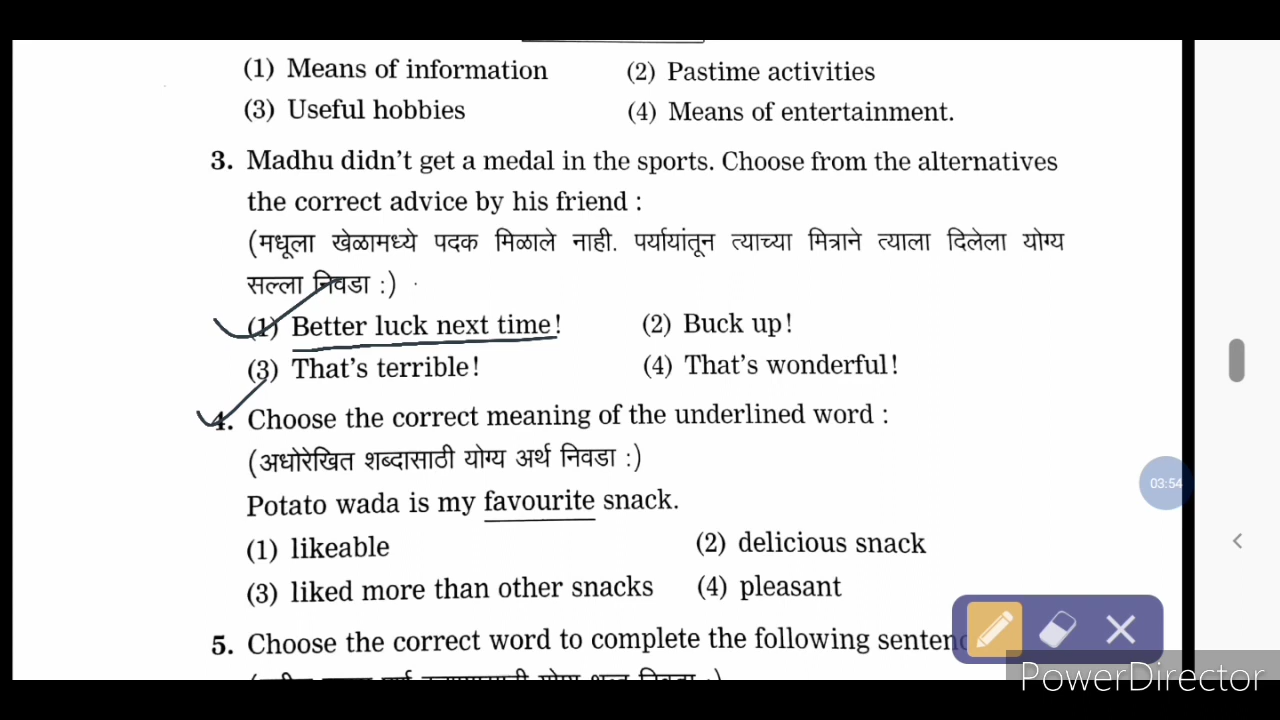 (1) Means of information (2) Pastime activities
(3) Useful hobbies (4) Means of entertainment.
3. Madhu didn't get a medal in the sports. Choose from the alternatives
the correct advice by his friend :
(मधूला खेळामध्ये पदक मिळाले नाही. पर्यायांतून त्याच्या मित्राने त्याला दिलेला योग्य
सल्ला निवडा :)
(1) Better luck next time! (2) Buck up!
(3) That's terrible! (4) That's wonderful!
4. Choose the correct meaning of the underlined word :
(अधोरेखित शब्दासाठी योग्य अर्थ निवडा :)
03:54
Potato wada is my favourite snack.
(1) likeable (2) delicious snack
(3) liked more than other snacks (4) pleasant
5. Choose the correct word to complete the following
PowerDirector